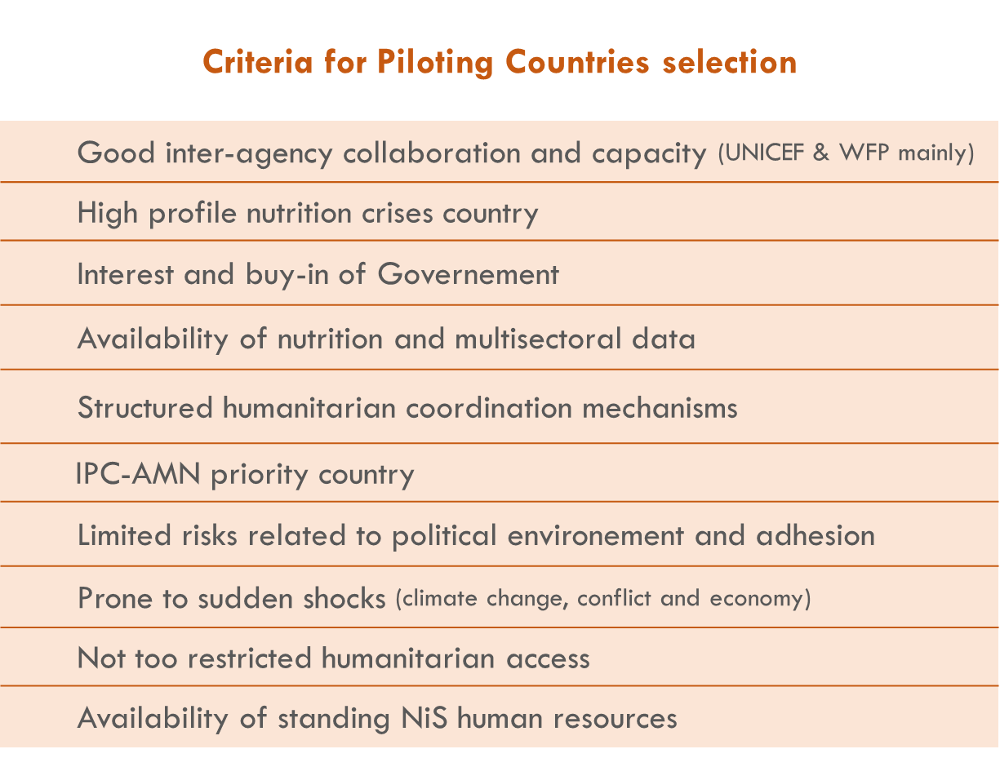 Criteria for Piloting Countries selection
Good inter-agency collaboration and capacity (UNICEF & WFP mainly)
High profile nutrition crises country
Interest and buy-in of Governement
Availability of nutrition and multisectoral data
Structured humanitarian coordination mechanisms
IPC-AMN priority country
Limited risks related to political environement and adhesion
Prone to sudden shocks (climate change, conflict and economy)
Not too restricted humanitarian access
Availability of standing NiS human resources